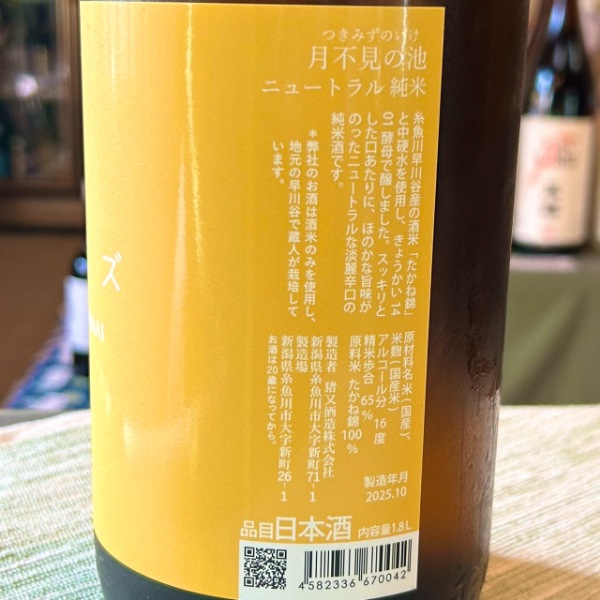 つきみずのいけ
月不見の池
ニュートラル 純米
糸魚川早川谷産の酒米「たかね錦」
と中硬水を使用し、きょうかい 14
01 酵母で醸しました。スッキリと
した口あたりに、ほのかな旨味が
のったニュートラルな淡麗辛口の
純米酒です。
＊弊社のお酒は酒米のみを使用し、
地元の早川谷で蔵人が栽培して
います。
原材料名 米(国産)、
米麹(国産米)
アルコール分 16度
精米歩合 65%
原料米 たかね錦100%
製造者 猪又酒造株式会社
新潟県糸魚川市大字新町71-1
製造場
新潟県糸魚川市大字新町26-1
お酒は20歳になってから。
製造年月
2025.10
品目日本酒 内容量1.8L
4582336670042
ズ
MAI